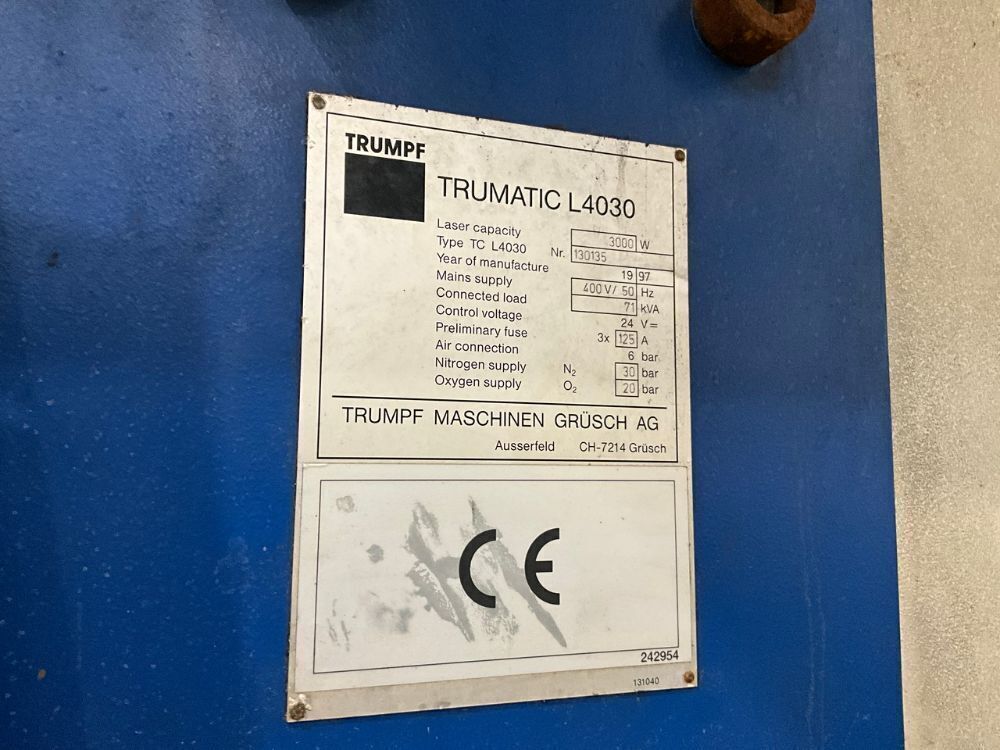 TRUMPF
TRUMATIC L4030
Laser capacity 3000 W
Type TC L4030 Nr. 130135
Year of manufacture 19 97
Mains supply 400 V/ 50 Hz
Connected load 71 kVA
Control voltage 24 V=
Preliminary fuse 3x 125 A
Air connection 6 bar
Nitrogen supply N₂ 30 bar
Oxygen supply O₂ 20 bar
TRUMPF MASCHINEN GRÜSCH AG
Ausserfeld CH-7214 Grüsch
CE
242954
131040